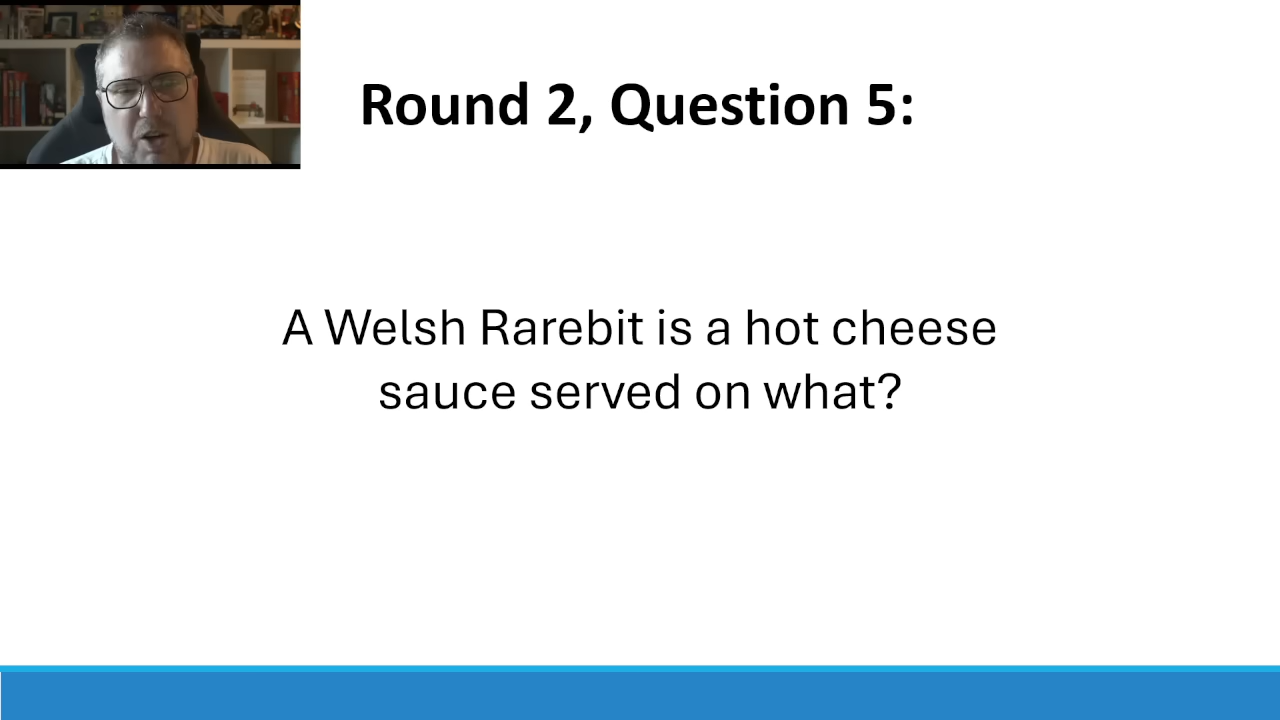 Round 2, Question 5:
A Welsh Rarebit is a hot cheese
sauce served on what?